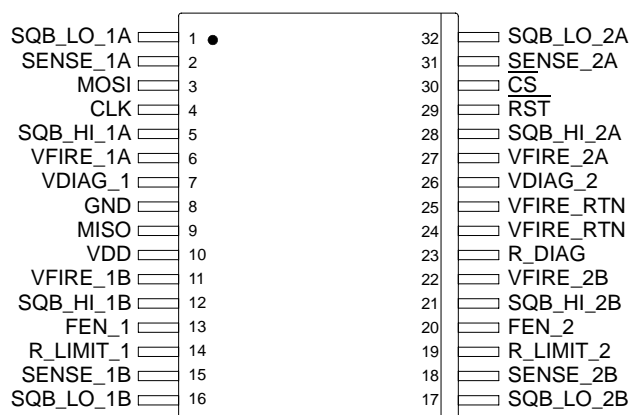 SQB_LO_1A 1 32 SQB_LO_2A
SENSE_1A 2 31 SENSE_2A
MOSI 3 30 C̅S̅
CLK 4 29 R̅S̅T̅
SQB_HI_1A 5 28 SQB_HI_2A
VFIRE_1A 6 27 VFIRE_2A
VDIAG_1 7 26 VDIAG_2
GND 8 25 VFIRE_RTN
MISO 9 24 VFIRE_RTN
VDD 10 23 R_DIAG
VFIRE_1B 11 22 VFIRE_2B
SQB_HI_1B 12 21 SQB_HI_2B
FEN_1 13 20 FEN_2
R_LIMIT_1 14 19 R_LIMIT_2
SENSE_1B 15 18 SENSE_2B
SQB_LO_1B 16 17 SQB_LO_2B